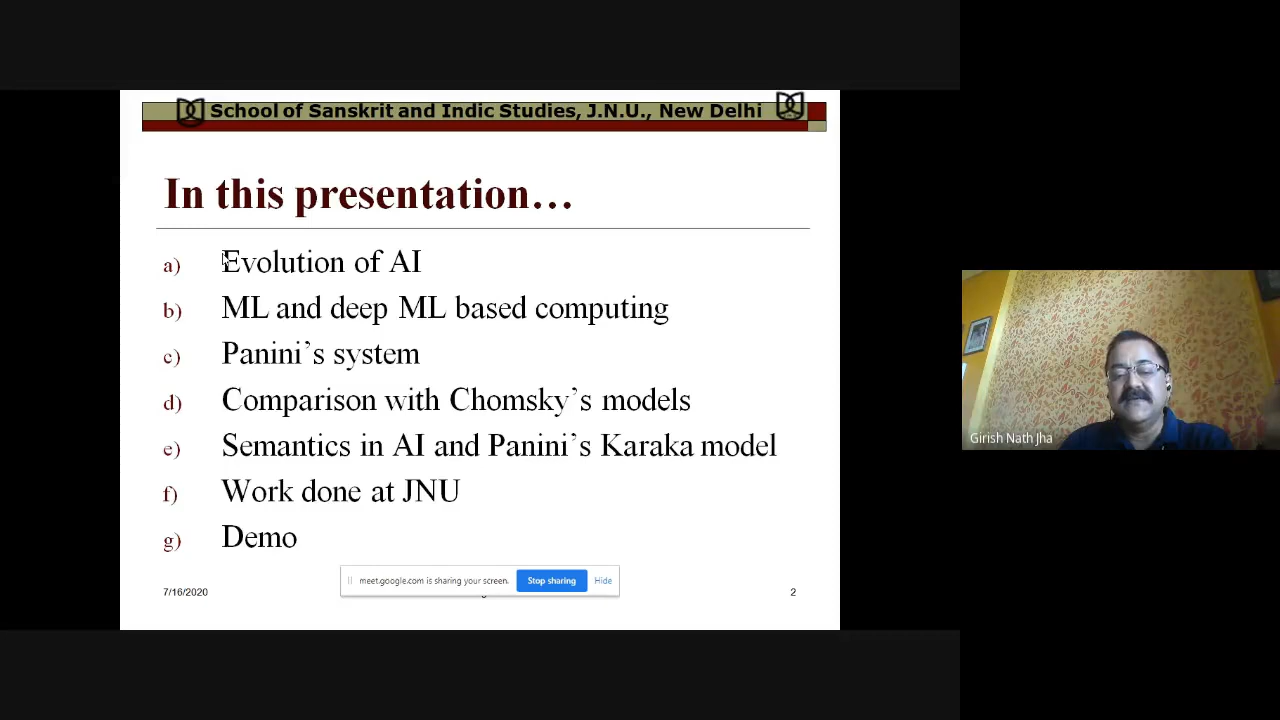 School of Sanskrit and Indic Studies, J.N.U., New Delhi
In this presentation…
a) Evolution of AI
b) ML and deep ML based computing
c) Panini’s system
d) Comparison with Chomsky’s models
e) Semantics in AI and Panini’s Karaka model
f) Work done at JNU
g) Demo
meet.google.com is sharing your screen. Stop sharing Hide
7/16/2020 2
Girish Nath Jha